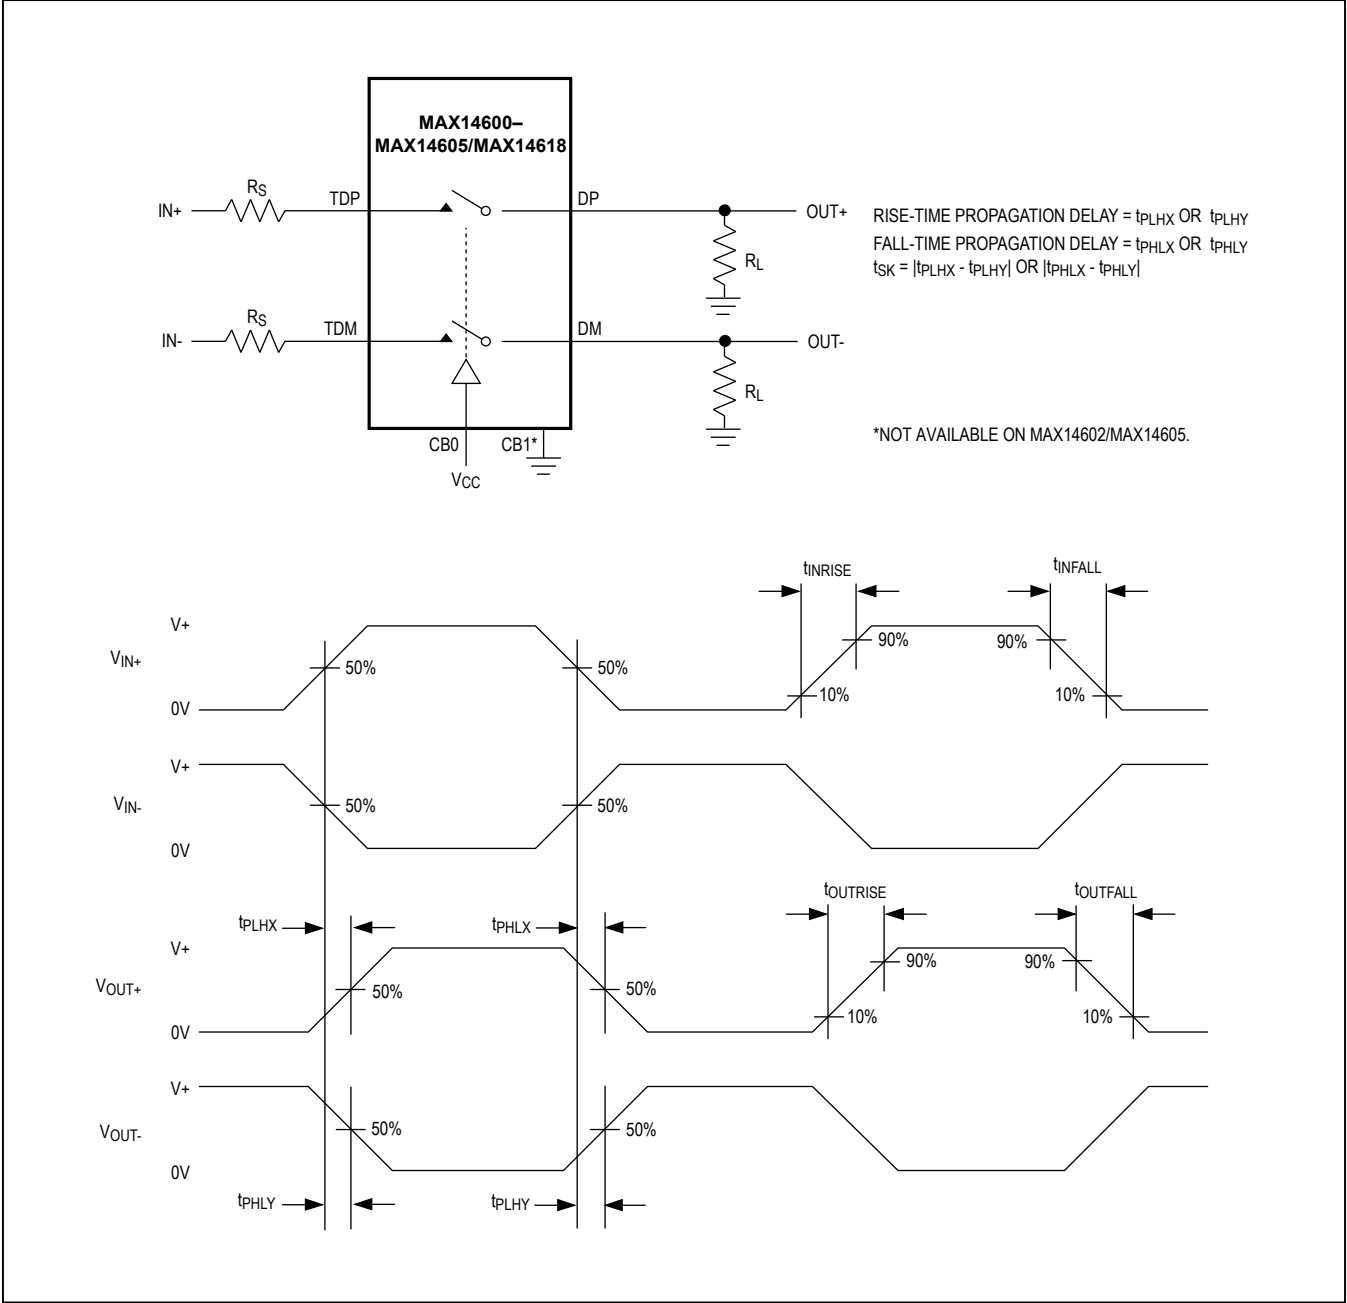 MAX14600–
MAX14605/MAX14618
RS
TDP
DP
IN+
OUT+
RL
RISE-TIME PROPAGATION DELAY = tPLHX OR tPLHY
FALL-TIME PROPAGATION DELAY = tPHLX OR tPHLY
tSK = |tPLHX - tPLHY| OR |tPHLX - tPHLY|
RS
TDM
DM
IN-
OUT-
RL
CB0
CB1*
VCC
*NOT AVAILABLE ON MAX14602/MAX14605.
tINRISE
tINFALL
V+
VIN+
0V
50%
50%
90%
10%
90%
10%
V+
VIN-
0V
50%
50%
tOUTRISE
tOUTFALL
tPLHX
tPHLX
V+
VOUT+
0V
50%
50%
90%
10%
90%
10%
V+
VOUT-
0V
50%
50%
tPHLY
tPLHY